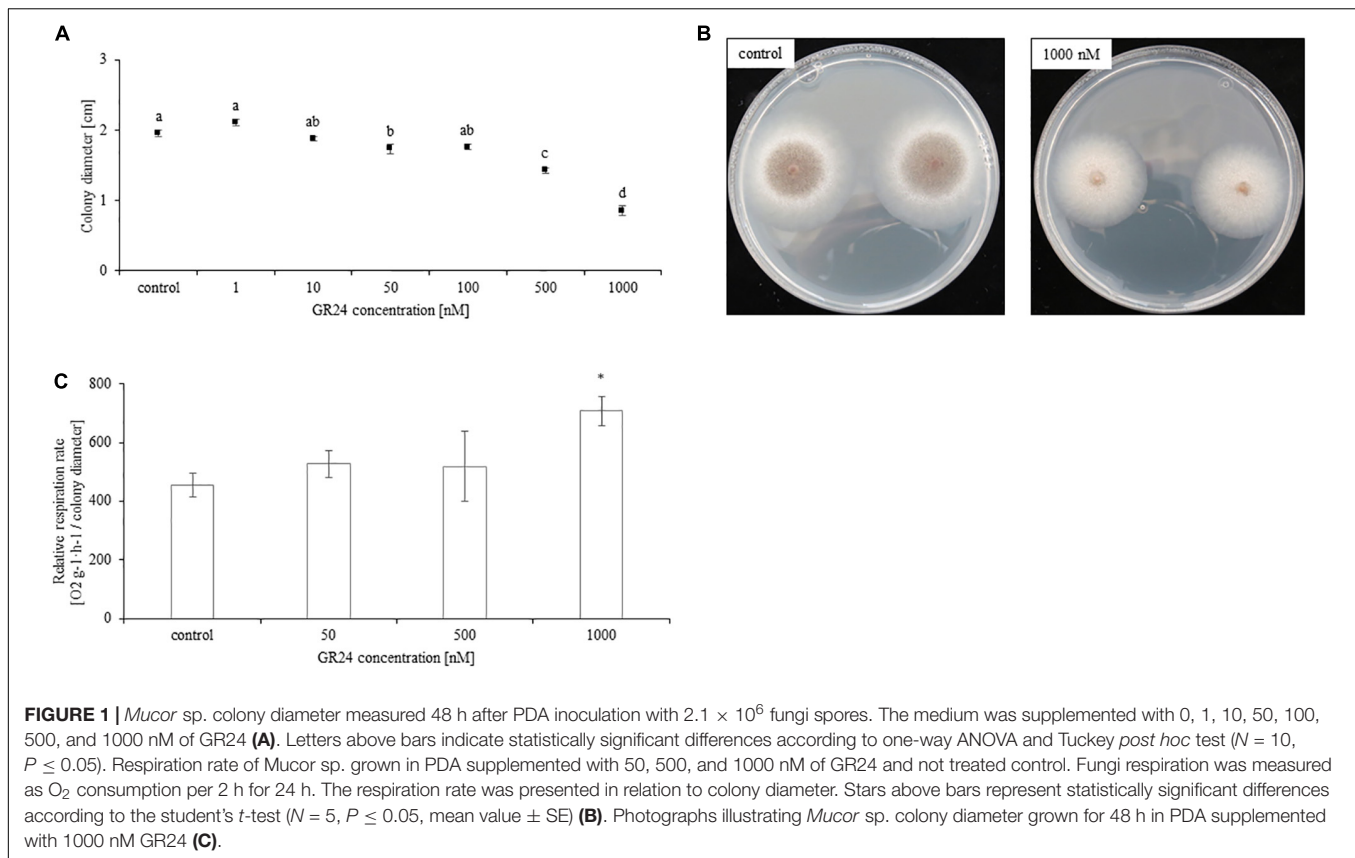 A
B
3
2
1
0
Colony diameter [cm]
a
a
ab
b
ab
c
d
control
1
10
50
100
500
1000
GR24 concentration [nM]
control
1000 nM
C
800
600
400
200
0
Relative respiration rate
[O2 g-1·h-1 / colony diameter]
*
control
50
500
1000
GR24 concentration [nM]
FIGURE 1 | Mucor sp. colony diameter measured 48 h after PDA inoculation with 2.1 × 10⁶ fungi spores. The medium was supplemented with 0, 1, 10, 50, 100,
500, and 1000 nM of GR24 (A). Letters above bars indicate statistically significant differences according to one-way ANOVA and Tuckey post hoc test (N = 10,
P ≤ 0.05). Respiration rate of Mucor sp. grown in PDA supplemented with 50, 500, and 1000 nM of GR24 and not treated control. Fungi respiration was measured
as O₂ consumption per 2 h for 24 h. The respiration rate was presented in relation to colony diameter. Stars above bars represent statistically significant differences
according to the student's t-test (N = 5, P ≤ 0.05, mean value ± SE) (B). Photographs illustrating Mucor sp. colony diameter grown for 48 h in PDA supplemented
with 1000 nM GR24 (C).